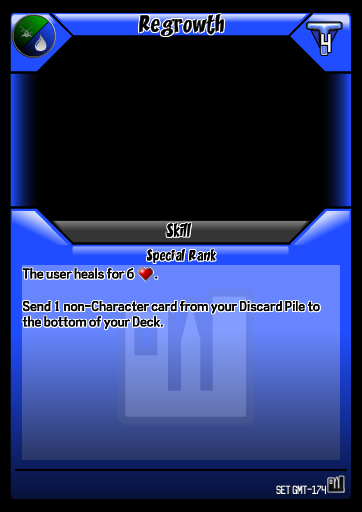 Regrowth
4
Skill
Special Rank
The user heals for 6 .
Send 1 non-Character card from your Discard Pile to
the bottom of your Deck.
SET GMT-174